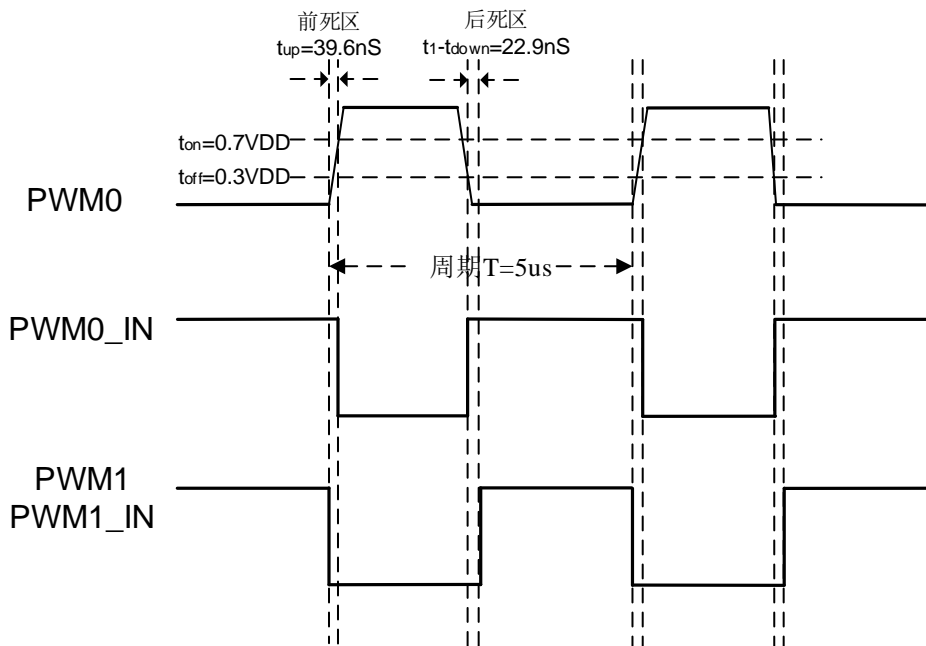 前死区
tup=39.6nS
后死区
t1-tdown=22.9nS
ton=0.7VDD
toff=0.3VDD
PWM0
周期T=5us
PWM0_IN
PWM1
PWM1_IN